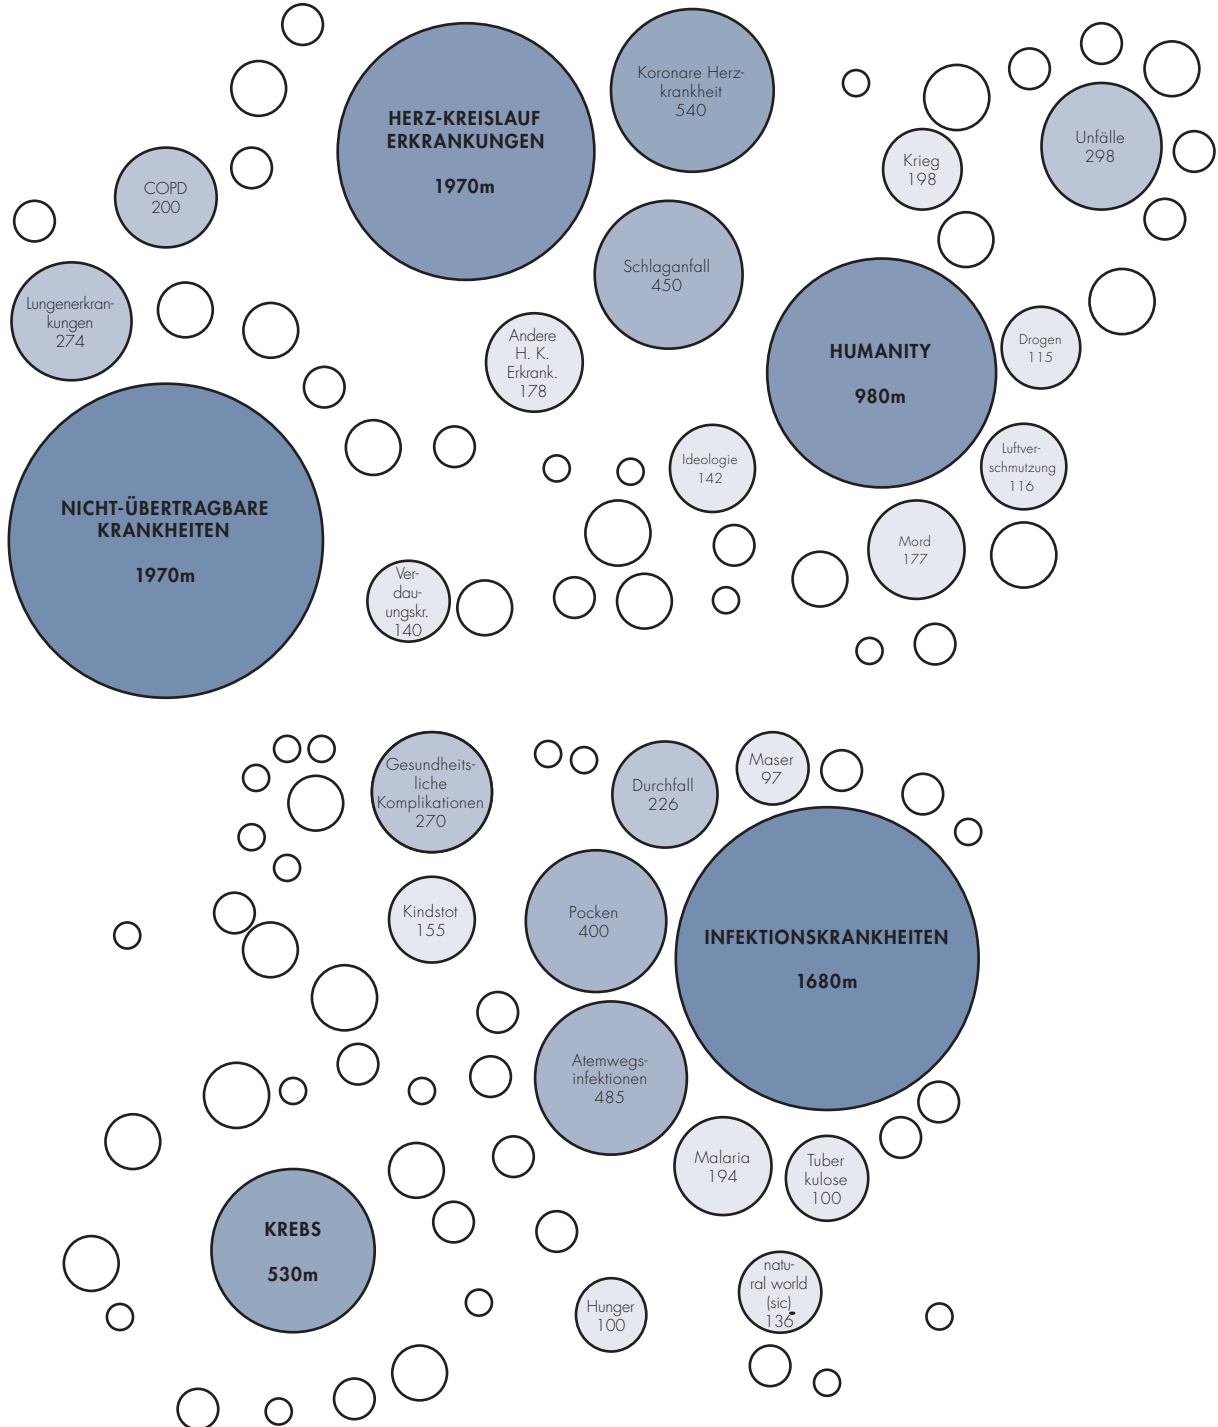 HERZ-KREISLAUF
ERKRANKUNGEN
1970m
Koronare Herz-
krankheit
540
Krieg
198
Unfälle
298
COPD
200
Schlaganfall
450
Lungenerkran-
kungen
274
Andere
H. K.
Erkrank.
178
HUMANITY
980m
Drogen
115
Ideologie
142
Luftver-
schmutzung
116
NICHT-ÜBERTRAGBARE
KRANKHEITEN
1970m
Mord
177
Ver-
dau-
ungskr.
140
Gesundheits-
liche
Komplikationen
270
Durchfall
226
Maser
97
Kindstot
155
Pocken
400
INFEKTIONSKRANKHEITEN
1680m
Atemwegs-
infektionen
485
Malaria
194
Tuber
kulose
100
KREBS
530m
Hunger
100
natu-
ral world
(sic)
136